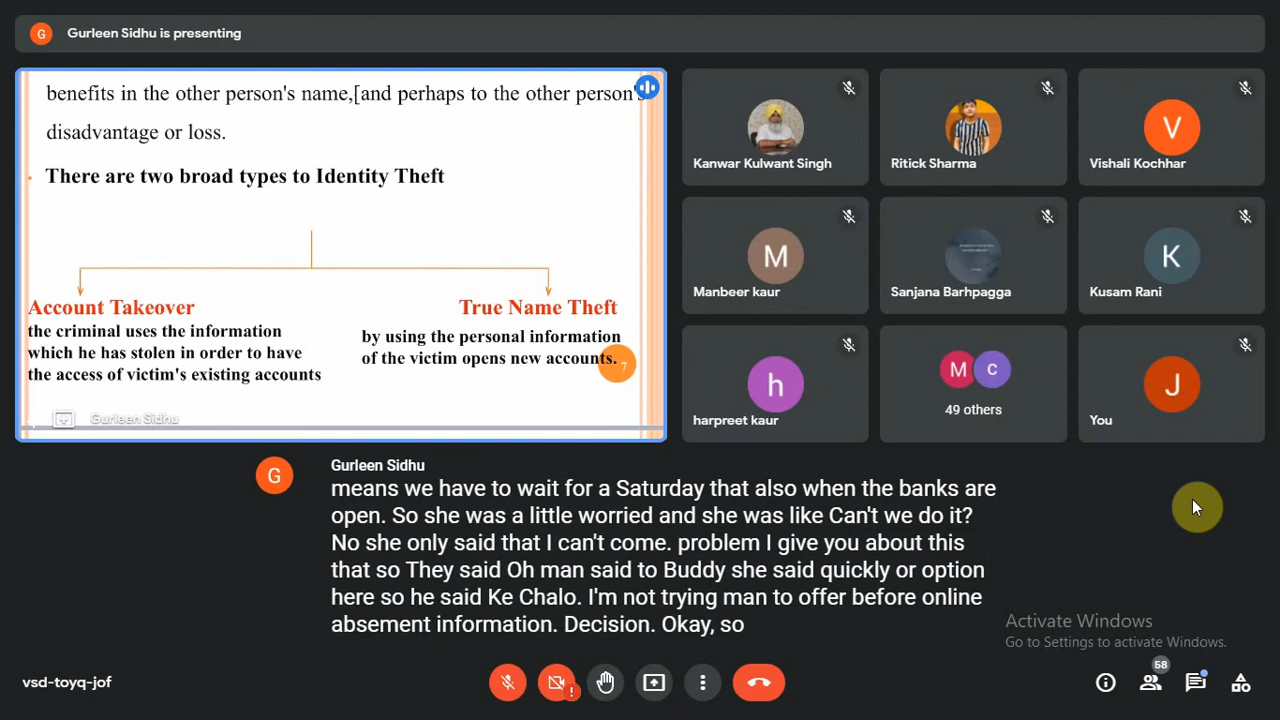 G Gurleen Sidhu is presenting
benefits in the other person's name,[and perhaps to the other person's
disadvantage or loss.
There are two broad types to Identity Theft
Account Takeover
the criminal uses the information
which he has stolen in order to have
the access of victim's existing accounts
True Name Theft
by using the personal information
of the victim opens new accounts.
7
Gurleen Sidhu
Kanwar Kulwant Singh
Ritick Sharma
V
Vishali Kochhar
M
Manbeer kaur
Sanjana Barhpagga
K
Kusam Rani
h
harpreet kaur
M C
49 others
J
You
G
Gurleen Sidhu
means we have to wait for a Saturday that also when the banks are
open. So she was a little worried and she was like Can't we do it?
No she only said that I can't come. problem I give you about this
that so They said Oh man said to Buddy she said quickly or option
here so he said Ke Chalo. I'm not trying man to offer before online
absement information. Decision. Okay, so
Activate Windows
Go to Settings to activate Windows.
vsd-toyq-jof
!
58